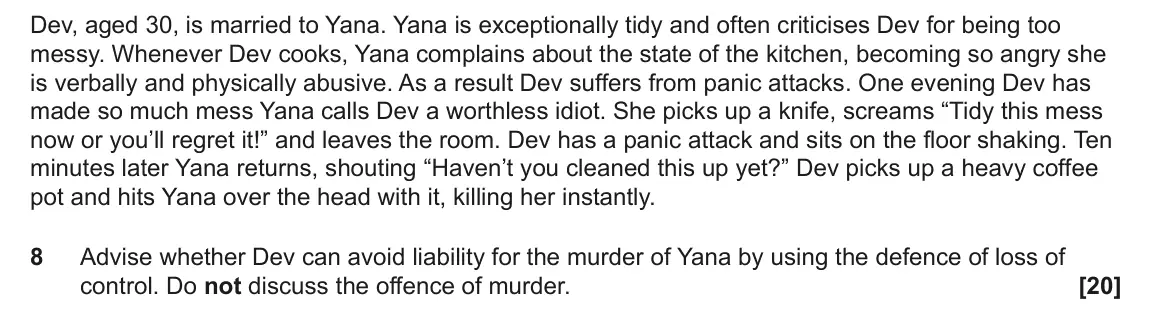 Dev, aged 30, is married to Yana. Yana is exceptionally tidy and often criticises Dev for being too
messy. Whenever Dev cooks, Yana complains about the state of the kitchen, becoming so angry she
is verbally and physically abusive. As a result Dev suffers from panic attacks. One evening Dev has
made so much mess Yana calls Dev a worthless idiot. She picks up a knife, screams “Tidy this mess
now or you’ll regret it!” and leaves the room. Dev has a panic attack and sits on the floor shaking. Ten
minutes later Yana returns, shouting “Haven’t you cleaned this up yet?” Dev picks up a heavy coffee
pot and hits Yana over the head with it, killing her instantly.
8 Advise whether Dev can avoid liability for the murder of Yana by using the defence of loss of
control. Do not discuss the offence of murder. [20]